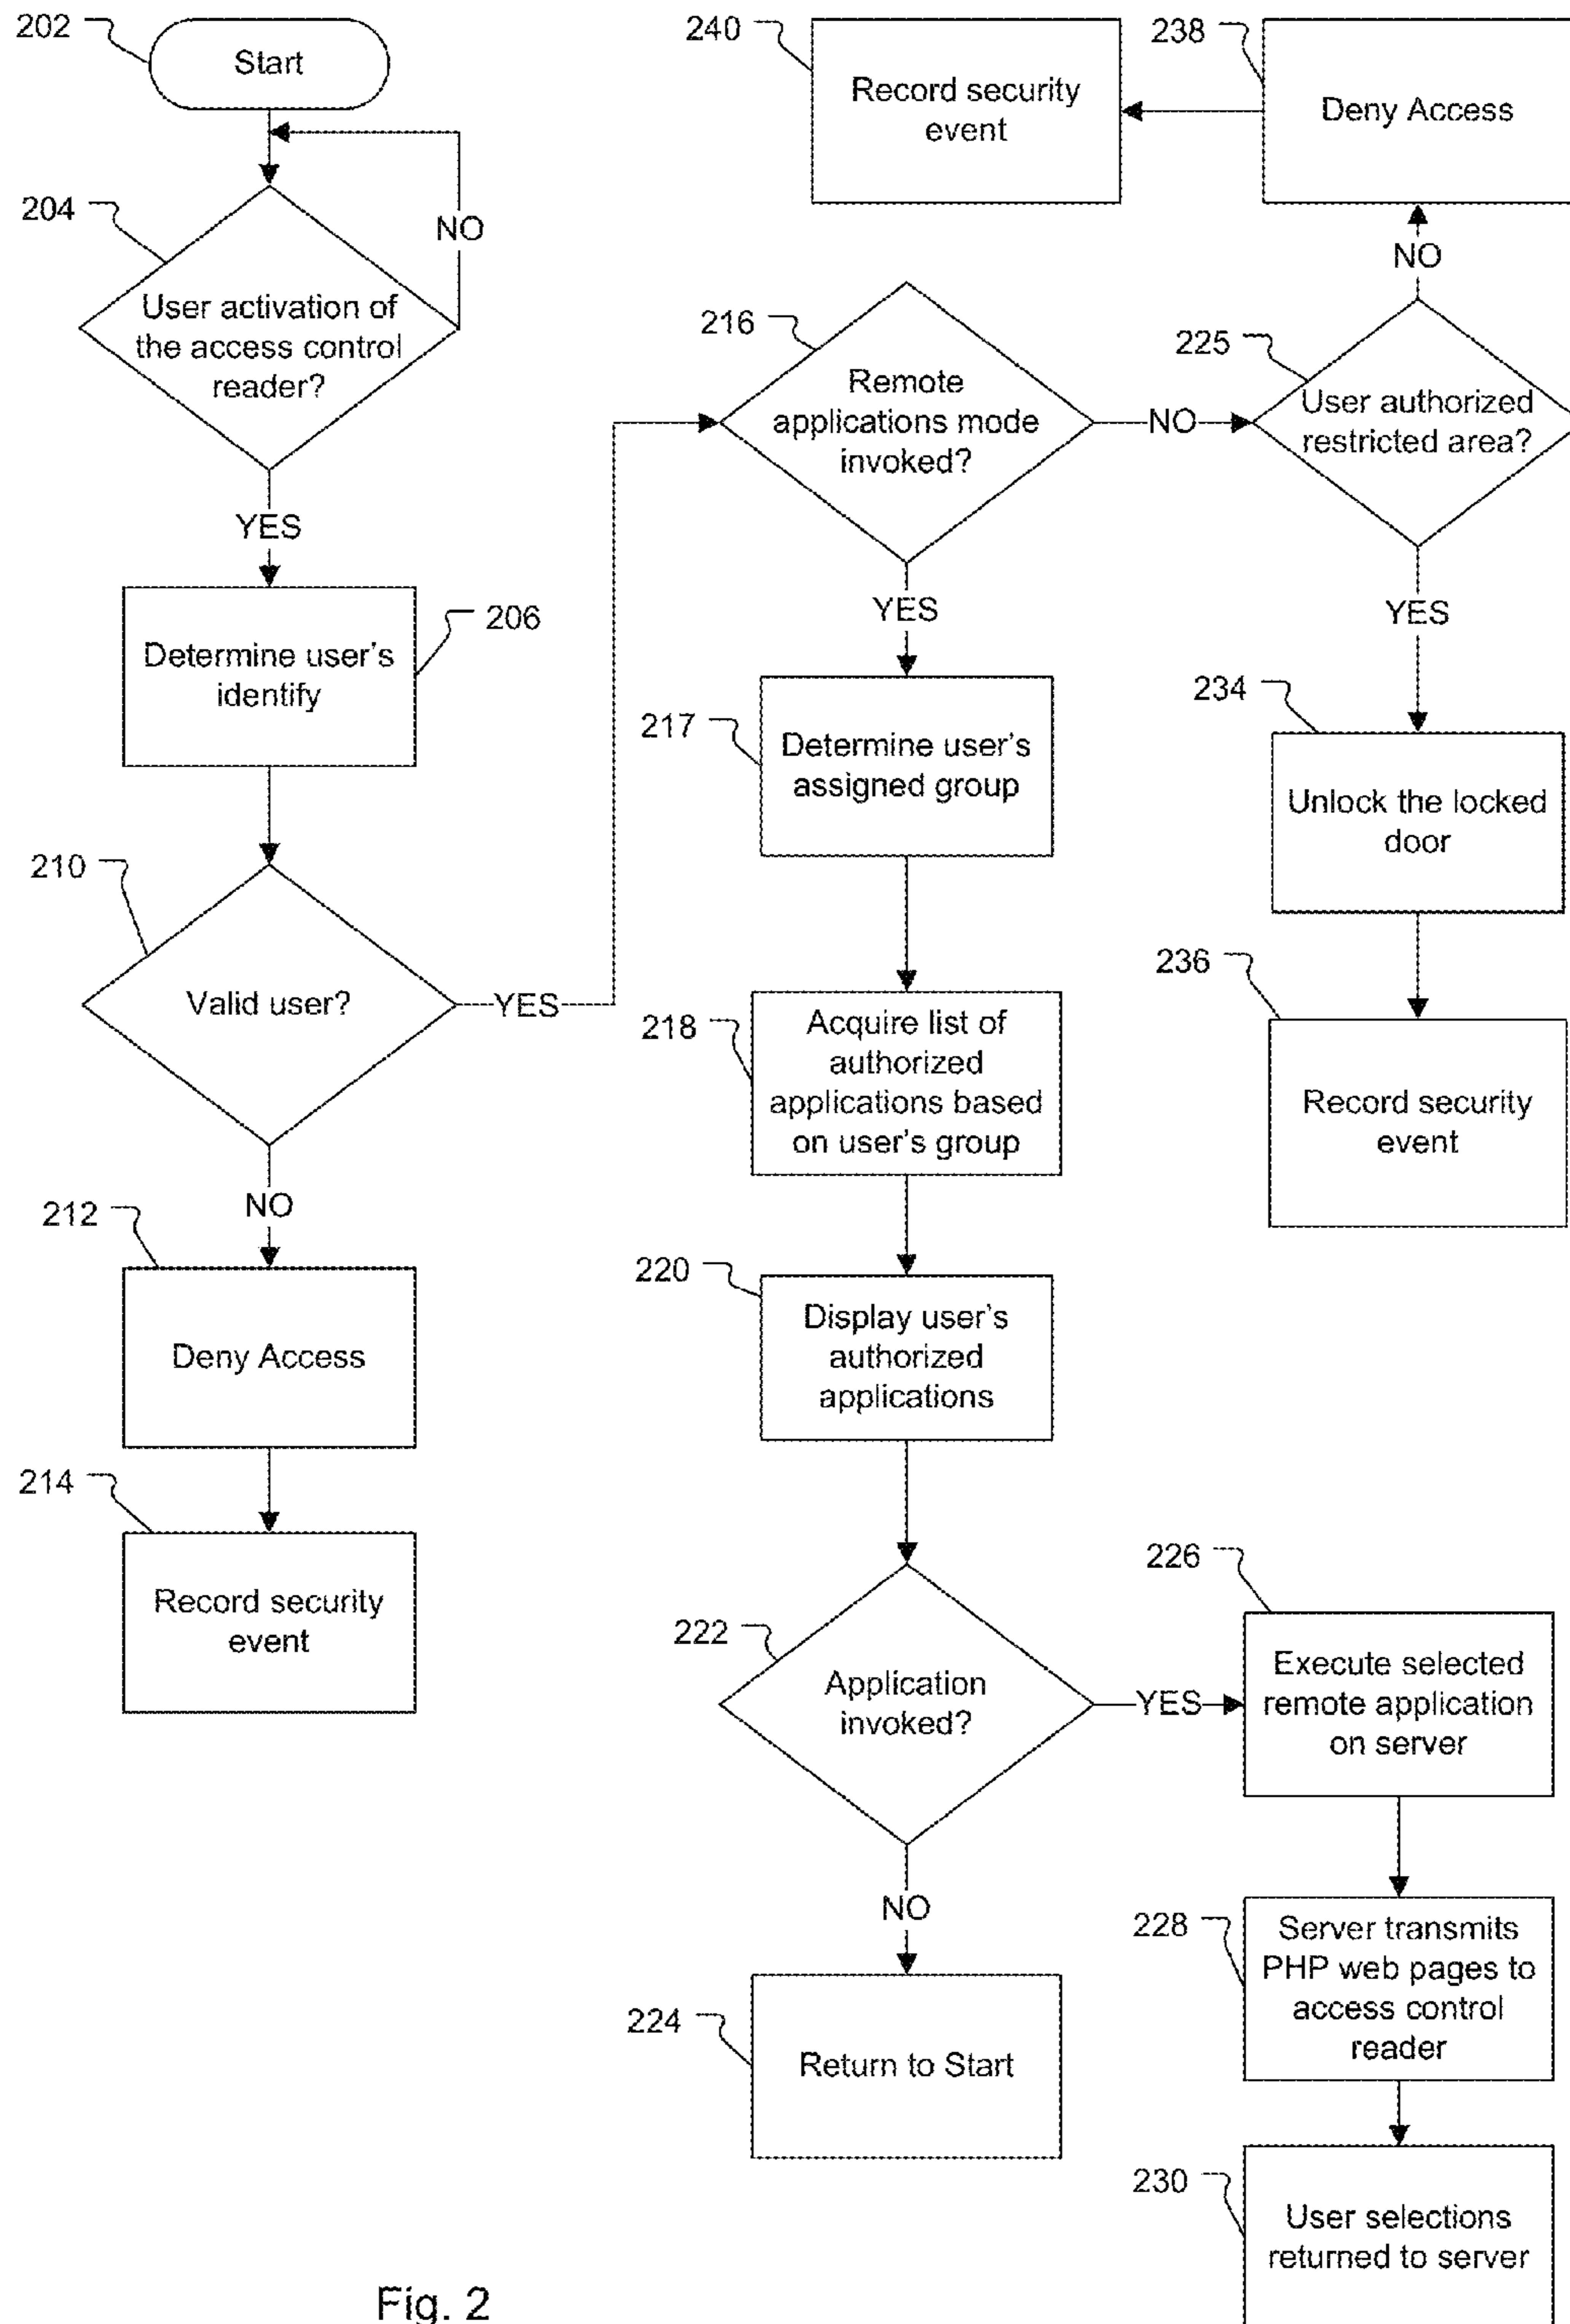 202
Start
204
NO
User activation of
the access control
reader?
YES
206
Determine user's
identify
210
Valid user?
YES
NO
212
Deny Access
214
Record security
event
240
Record security
event
238
Deny Access
NO
216
Remote
applications mode
invoked?
NO
225
User authorized
restricted area?
YES
YES
217
Determine user's
assigned group
234
Unlock the locked
door
236
Record security
event
218
Acquire list of
authorized
applications based
on user's group
220
Display user's
authorized
applications
222
Application
invoked?
YES
226
Execute selected
remote application
on server
NO
224
Return to Start
228
Server transmits
PHP web pages to
access control
reader
230
User selections
returned to server
Fig. 2